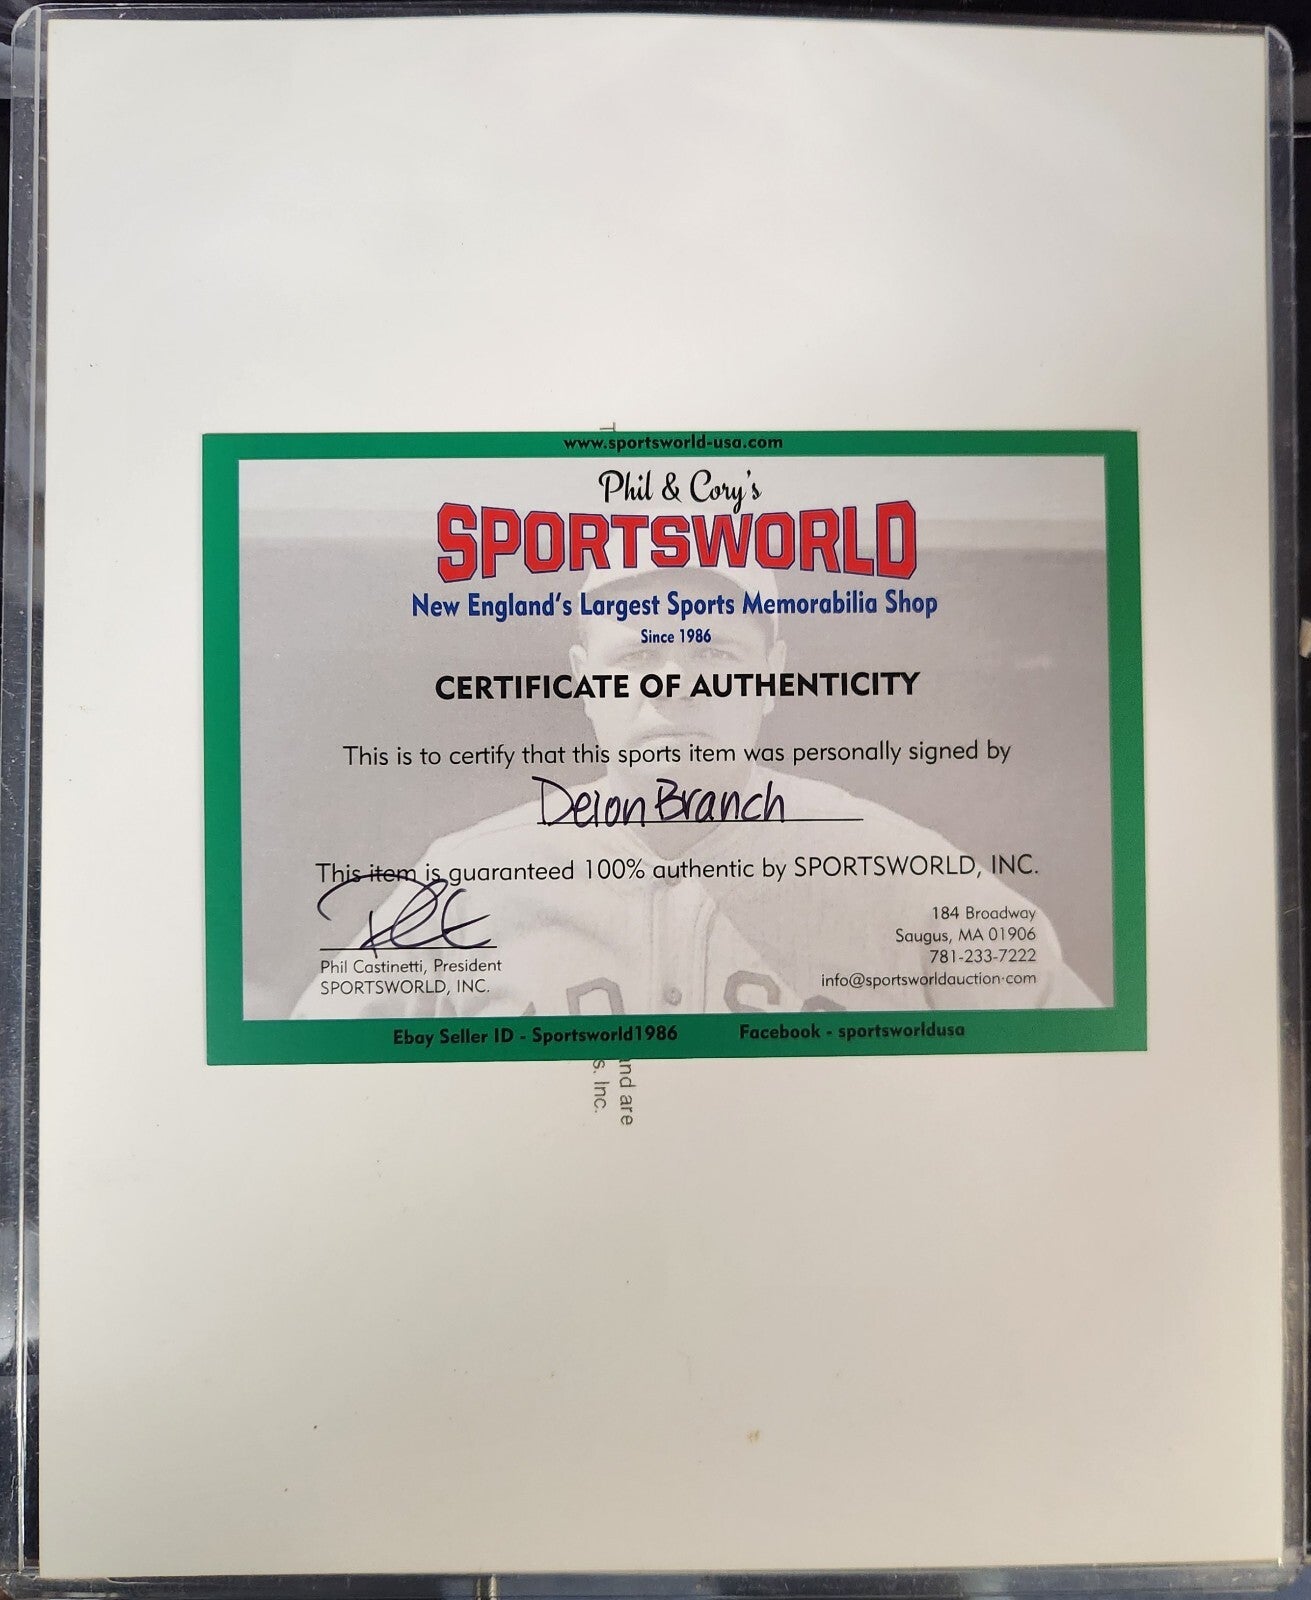 www.sportsworld-usa.com
Phil & Cory's
SPORTSWORLD
New England's Largest Sports Memorabilia Shop
Since 1986
CERTIFICATE OF AUTHENTICITY
This is to certify that this sports item was personally signed by
Deion Branch
This item is guaranteed 100% authentic by SPORTSWORLD, INC.
Phil Castinetti, President
SPORTSWORLD, INC.
184 Broadway
Saugus, MA 01906
781-233-7222
info@sportsworldauction·com
Ebay Seller ID - Sportsworld1986
Facebook - sportsworldusa
and are
s. Inc.